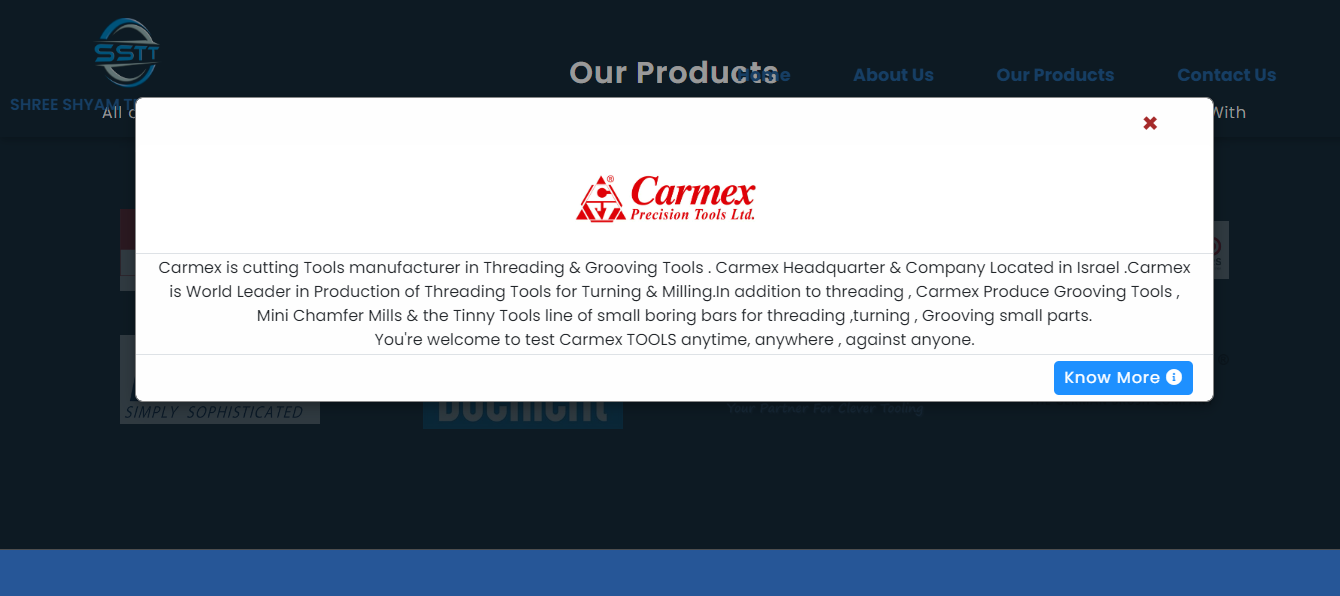 SSTT
Our Products
Home
About Us
Our Products
Contact Us
SHREE SHYAM
All
With
✖
Carmex
Precision Tools Ltd.
Carmex is cutting Tools manufacturer in Threading & Grooving Tools . Carmex Headquarter & Company Located in Israel .Carmex
is World Leader in Production of Threading Tools for Turning & Milling.In addition to threading , Carmex Produce Grooving Tools ,
Mini Chamfer Mills & the Tinny Tools line of small boring bars for threading ,turning , Grooving small parts.
You're welcome to test Carmex TOOLS anytime, anywhere , against anyone.
Know More
SIMPLY SOPHISTICATED
Your Partner For Clever Tooling